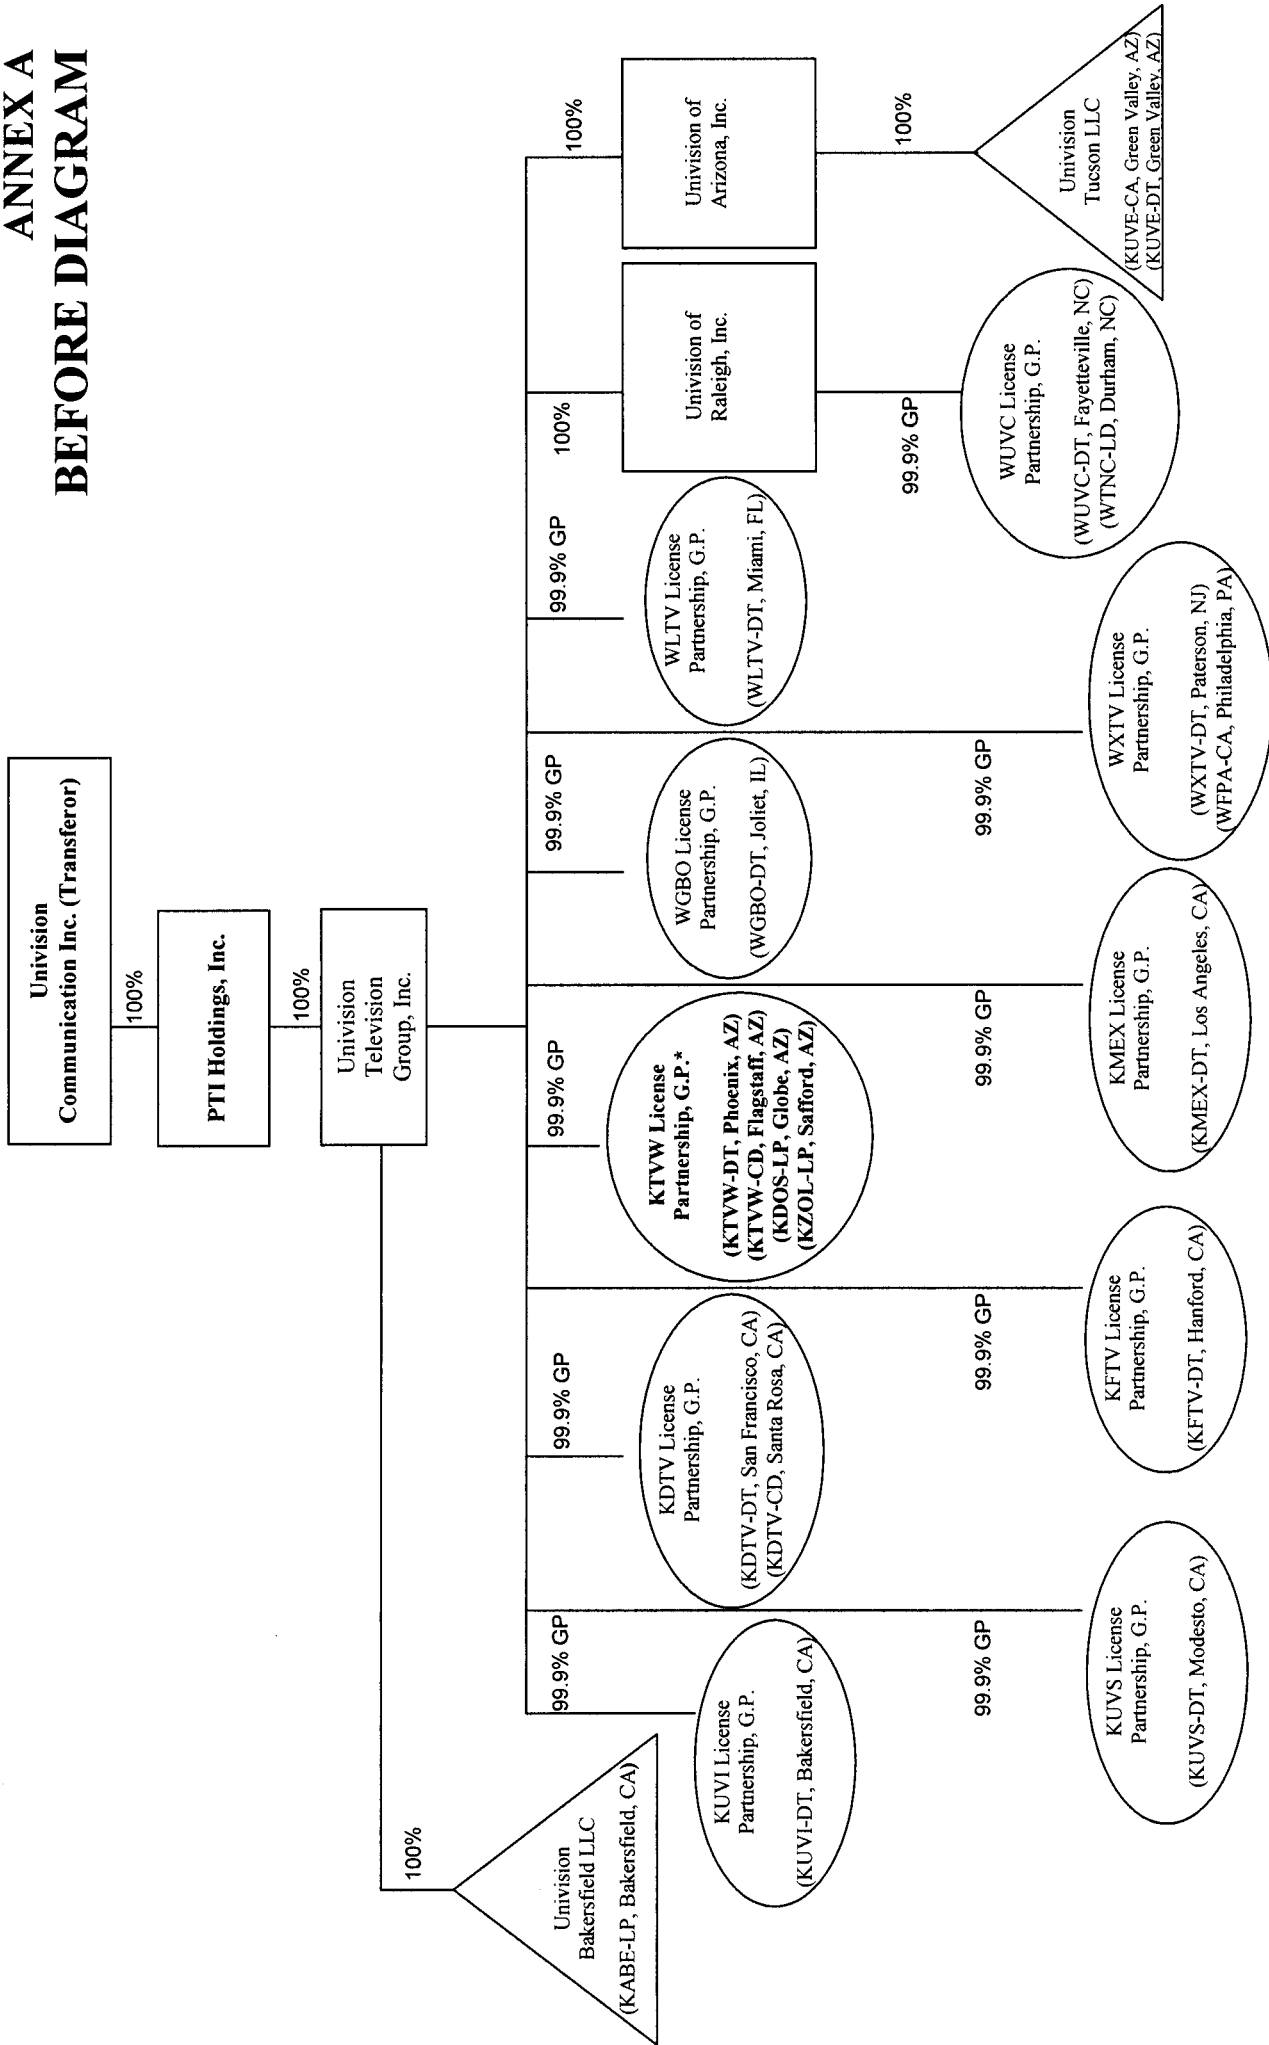 ANNEX A
BEFORE DIAGRAM
Univision
Communication Inc. (Transferor)
100%
PTI Holdings, Inc.
100%
Univision
Television
Group, Inc.
100%
Univision
Bakersfield LLC
(KABE-LP, Bakersfield, CA)
99.9% GP
KUVI License
Partnership, G.P.
(KUVI-DT, Bakersfield, CA)
99.9% GP
KDTV License
Partnership, G.P.
(KDTV-DT, San Francisco, CA)
(KDTV-CD, Santa Rosa, CA)
99.9% GP
KTVW License
Partnership, G.P.*
(KTVW-DT, Phoenix, AZ)
(KTVW-CD, Flagstaff, AZ)
(KDOS-LP, Globe, AZ)
(KZOL-LP, Safford, AZ)
99.9% GP
WGBO License
Partnership, G.P.
(WGBO-DT, Joliet, IL)
99.9% GP
WLTV License
Partnership, G.P.
(WLTV-DT, Miami, FL)
100%
Univision of
Raleigh, Inc.
100%
Univision of
Arizona, Inc.
99.9% GP
KUVS License
Partnership, G.P.
(KUVS-DT, Modesto, CA)
99.9% GP
KFTV License
Partnership, G.P.
(KFTV-DT, Hanford, CA)
99.9% GP
KMEX License
Partnership, G.P.
(KMEX-DT, Los Angeles, CA)
99.9% GP
WXTV License
Partnership, G.P.
(WXTV-DT, Paterson, NJ)
(WFPA-CA, Philadelphia, PA)
99.9% GP
WUVC License
Partnership, G.P.
(WUVC-DT, Fayetteville, NC)
(WTNC-LD, Durham, NC)
100%
Univision
Tucson LLC
(KUVE-CA, Green Valley, AZ)
(KUVE-DT, Green Valley, AZ)